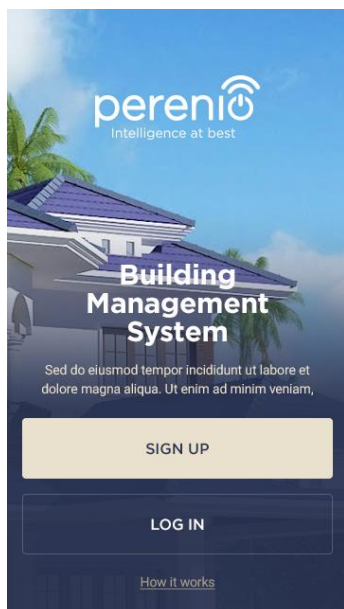 perenio
Intelligence at best
Building
Management
System
Sed do eiusmod tempor incididunt ut labore et
dolore magna aliqua. Ut enim ad minim veniam,
SIGN UP
LOG IN
How it works